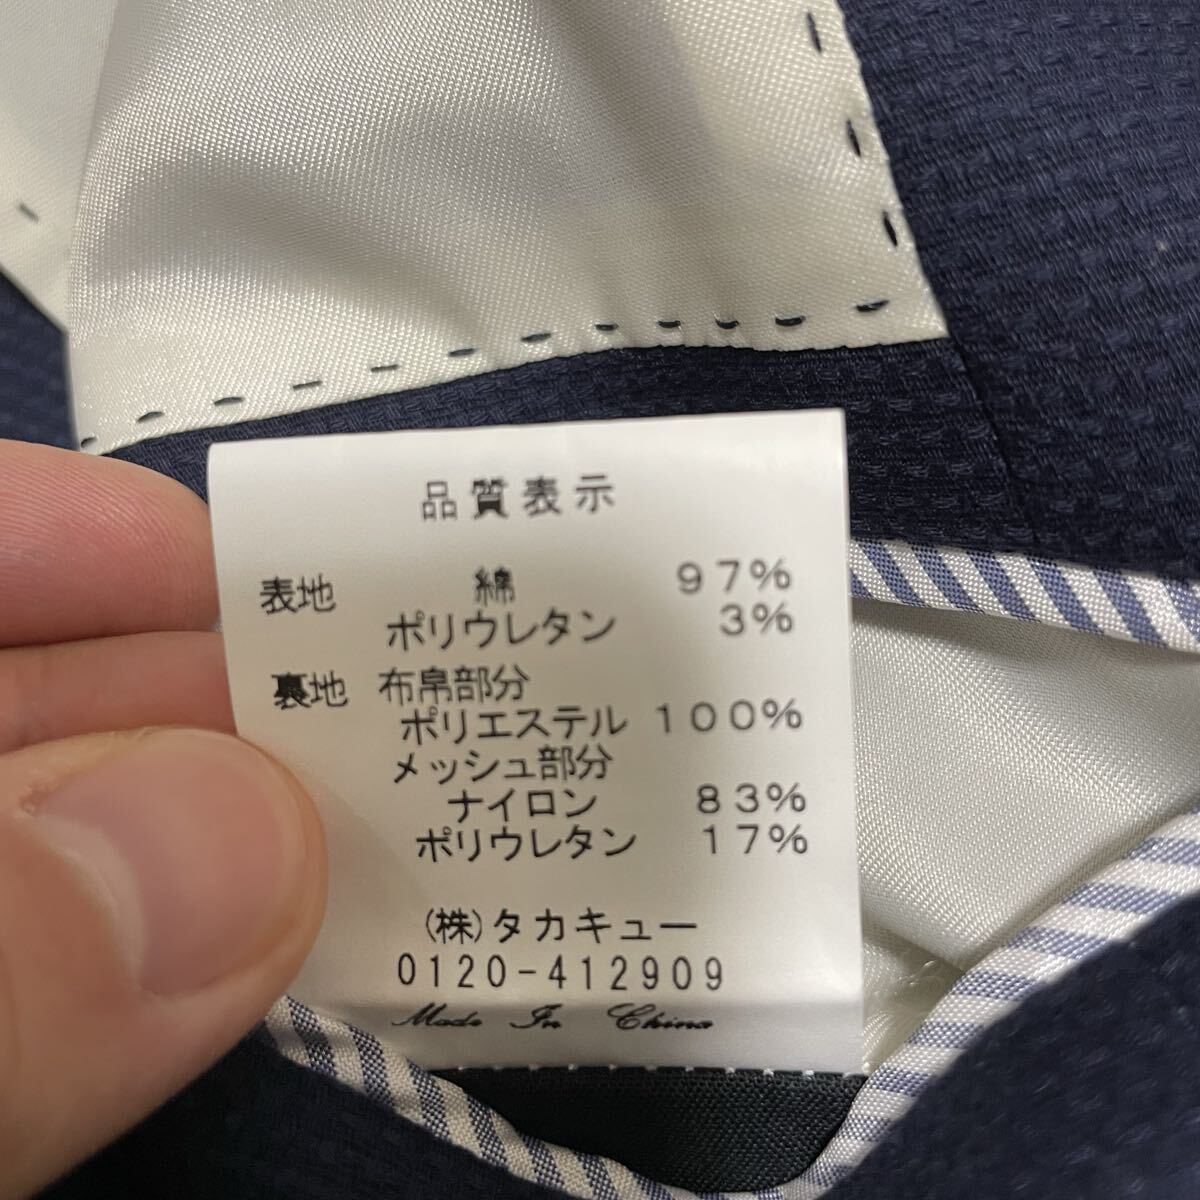 品質表示
表地 綿 97%
ポリウレタン 3%
裏地 布帛部分
ポリエステル 100%
メッシュ部分
ナイロン 83%
ポリウレタン 17%
(株)タカキュー
0120-412909
Made In China